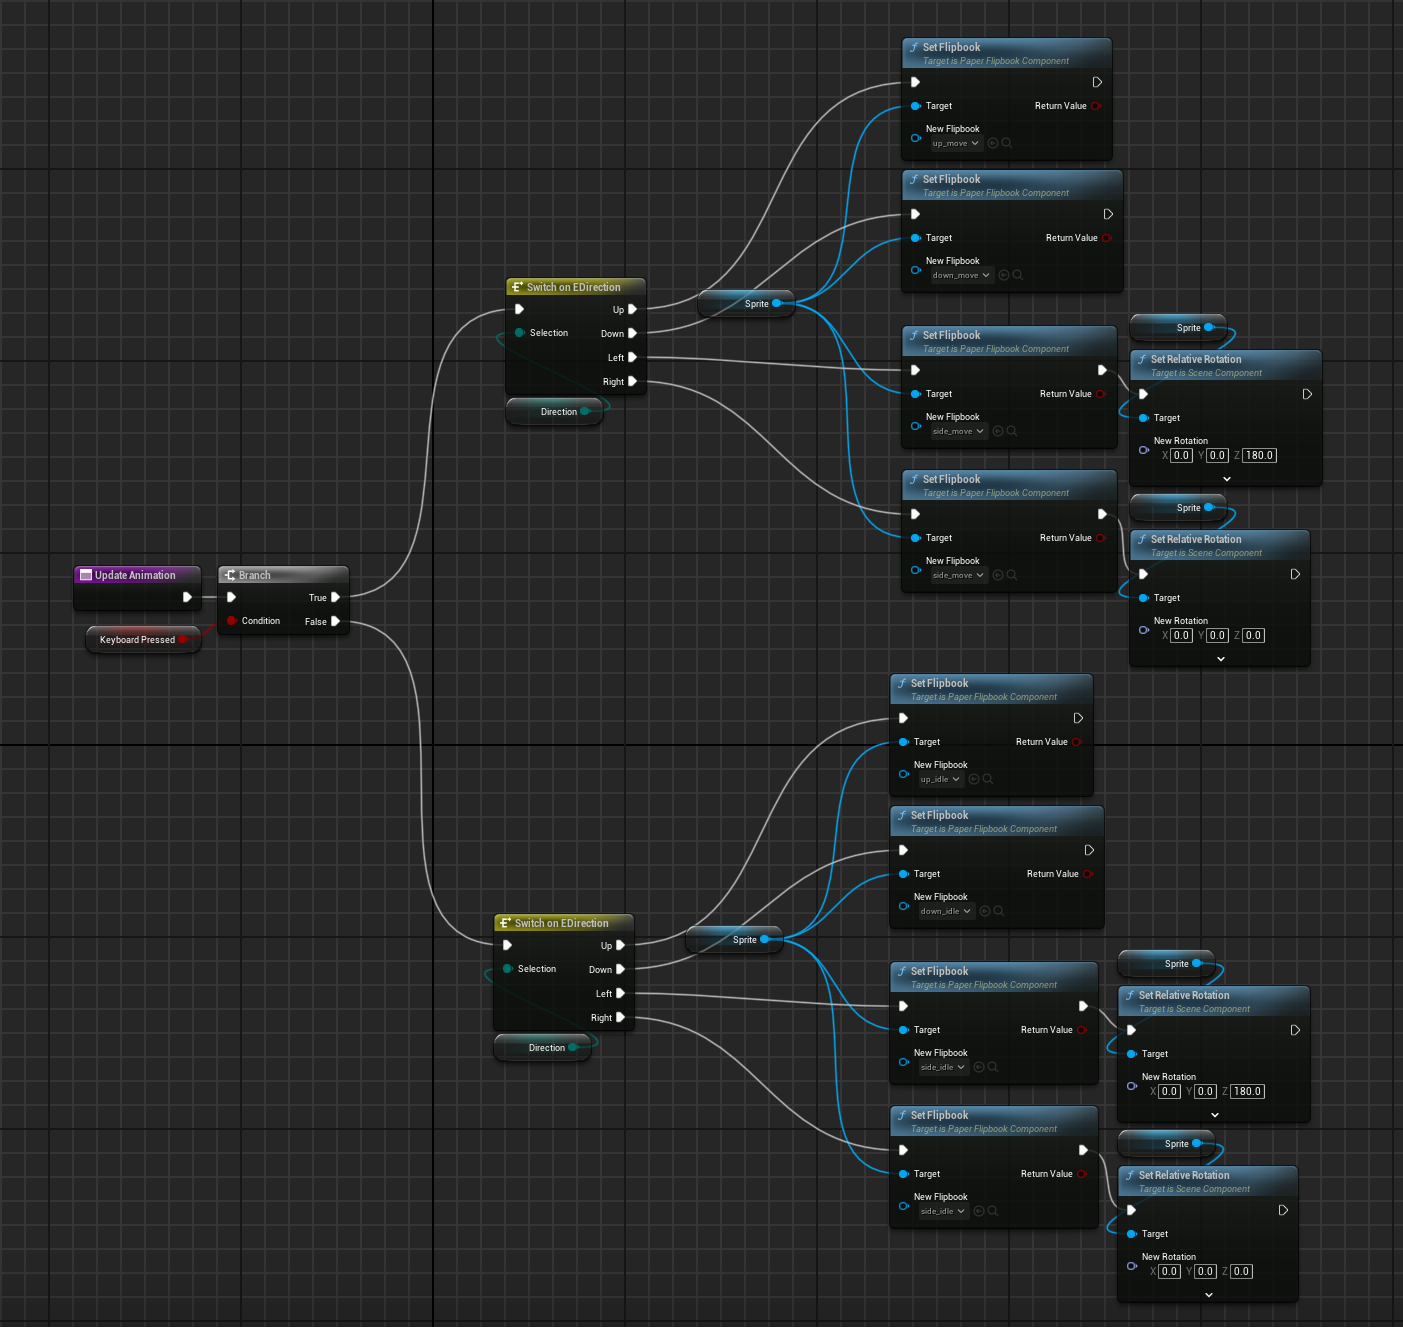 Set Flipbook
Target is Paper Flipbook Component
Target Return Value
New Flipbook
up_move
Set Flipbook
Target is Paper Flipbook Component
Target Return Value
New Flipbook
down_move
Switch on EDirection
Up
Selection Down
Left
Right
Direction
Sprite
Set Flipbook
Target is Paper Flipbook Component
Target Return Value
New Flipbook
side_move
Sprite
Set Relative Rotation
Target is Scene Component
Target
New Rotation
X 0.0 Y 0.0 Z 180.0
Set Flipbook
Target is Paper Flipbook Component
Target Return Value
New Flipbook
side_move
Sprite
Set Relative Rotation
Target is Scene Component
Target
New Rotation
X 0.0 Y 0.0 Z 0.0
Update Animation
Keyboard Pressed
Branch
True
Condition False
Set Flipbook
Target is Paper Flipbook Component
Target Return Value
New Flipbook
up_idle
Set Flipbook
Target is Paper Flipbook Component
Target Return Value
New Flipbook
down_idle
Switch on EDirection
Up
Selection Down
Left
Right
Direction
Sprite
Set Flipbook
Target is Paper Flipbook Component
Target Return Value
New Flipbook
side_idle
Sprite
Set Relative Rotation
Target is Scene Component
Target
New Rotation
X 0.0 Y 0.0 Z 180.0
Set Flipbook
Target is Paper Flipbook Component
Target Return Value
New Flipbook
side_idle
Sprite
Set Relative Rotation
Target is Scene Component
Target
New Rotation
X 0.0 Y 0.0 Z 0.0